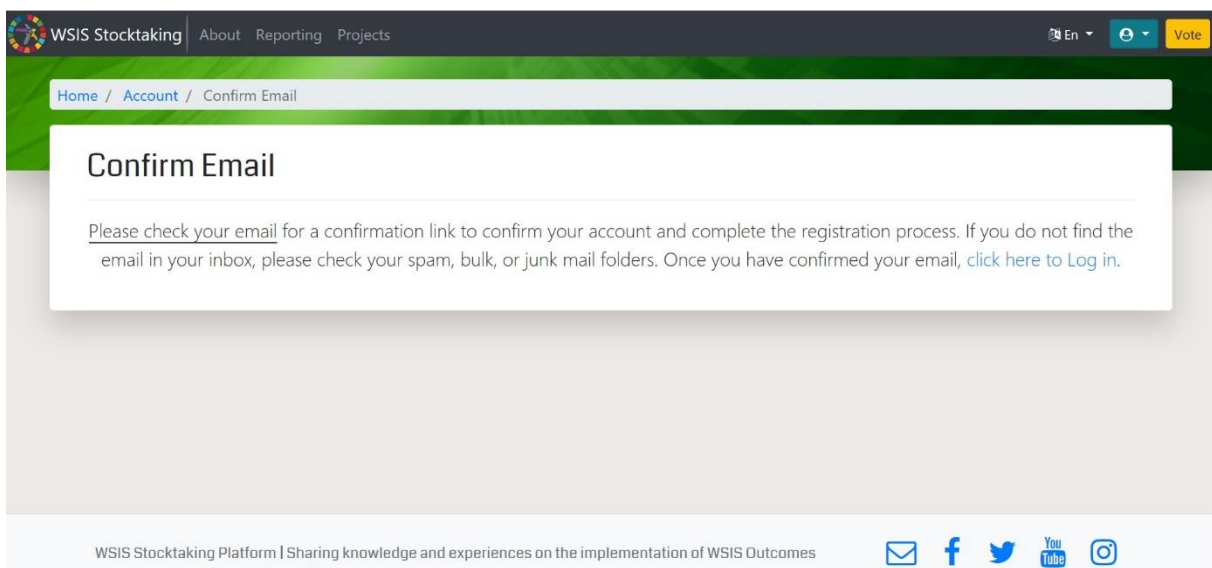 WSIS Stocktaking About Reporting Projects En Vote
Home / Account / Confirm Email
Confirm Email
Please check your email for a confirmation link to confirm your account and complete the registration process. If you do not find the
email in your inbox, please check your spam, bulk, or junk mail folders. Once you have confirmed your email, click here to Log in.
WSIS Stocktaking Platform | Sharing knowledge and experiences on the implementation of WSIS Outcomes You
Tube